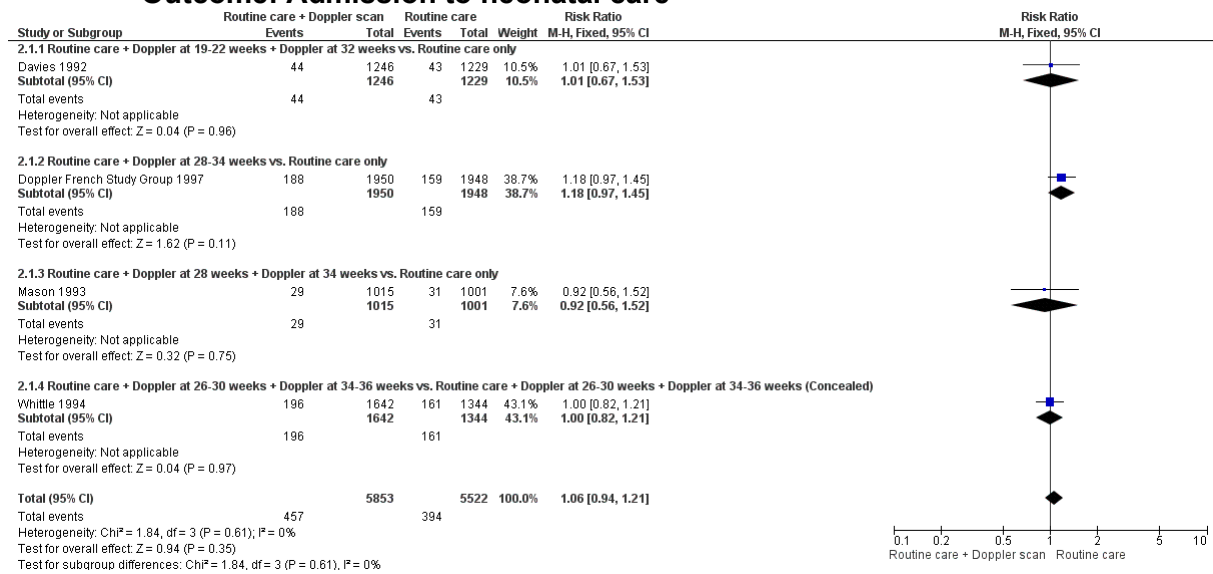 Outcome: Admission to neonatal care
Routine care + Doppler scan Routine care Risk Ratio Risk Ratio
Study or Subgroup Events Total Events Total Weight M-H, Fixed, 95% CI M-H, Fixed, 95% CI
2.1.1 Routine care + Doppler at 19-22 weeks + Doppler at 32 weeks vs. Routine care only
Davies 1992 44 1246 43 1229 10.5% 1.01 [0.67, 1.53]
Subtotal (95% CI) 1246 1229 10.5% 1.01 [0.67, 1.53]
Total events 44 43
Heterogeneity: Not applicable
Test for overall effect: Z = 0.04 (P = 0.96)
2.1.2 Routine care + Doppler at 28-34 weeks vs. Routine care only
Doppler French Study Group 1997 188 1950 159 1948 38.7% 1.18 [0.97, 1.45]
Subtotal (95% CI) 1950 1948 38.7% 1.18 [0.97, 1.45]
Total events 188 159
Heterogeneity: Not applicable
Test for overall effect: Z = 1.62 (P = 0.11)
2.1.3 Routine care + Doppler at 28 weeks + Doppler at 34 weeks vs. Routine care only
Mason 1993 29 1015 31 1001 7.6% 0.92 [0.56, 1.52]
Subtotal (95% CI) 1015 1001 7.6% 0.92 [0.56, 1.52]
Total events 29 31
Heterogeneity: Not applicable
Test for overall effect: Z = 0.32 (P = 0.75)
2.1.4 Routine care + Doppler at 26-30 weeks + Doppler at 34-36 weeks vs. Routine care + Doppler at 26-30 weeks + Doppler at 34-36 weeks (Concealed)
Whittle 1994 196 1642 161 1344 43.1% 1.00 [0.82, 1.21]
Subtotal (95% CI) 1642 1344 43.1% 1.00 [0.82, 1.21]
Total events 196 161
Heterogeneity: Not applicable
Test for overall effect: Z = 0.04 (P = 0.97)
Total (95% CI) 5853 5522 100.0% 1.06 [0.94, 1.21]
Total events 457 394
Heterogeneity: Chi² = 1.84, df = 3 (P = 0.61); I² = 0%
Test for overall effect: Z = 0.94 (P = 0.35)
Test for subgroup differences: Chi² = 1.84, df = 3 (P = 0.61), I² = 0%
0.1 0.2 0.5 1 2 5 10
Routine care + Doppler scan Routine care